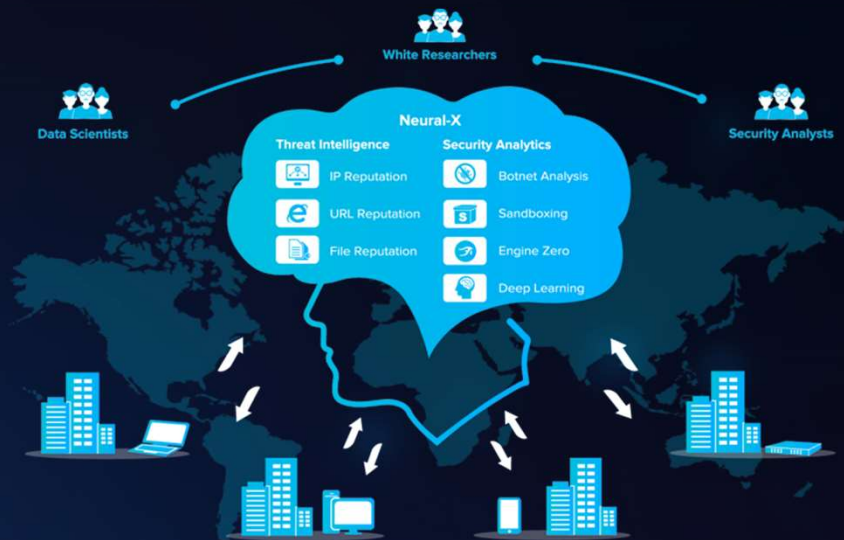 White Researchers
Data Scientists
Security Analysts
Neural-X
Threat Intelligence
IP Reputation
URL Reputation
File Reputation
Security Analytics
Botnet Analysis
Sandboxing
Engine Zero
Deep Learning